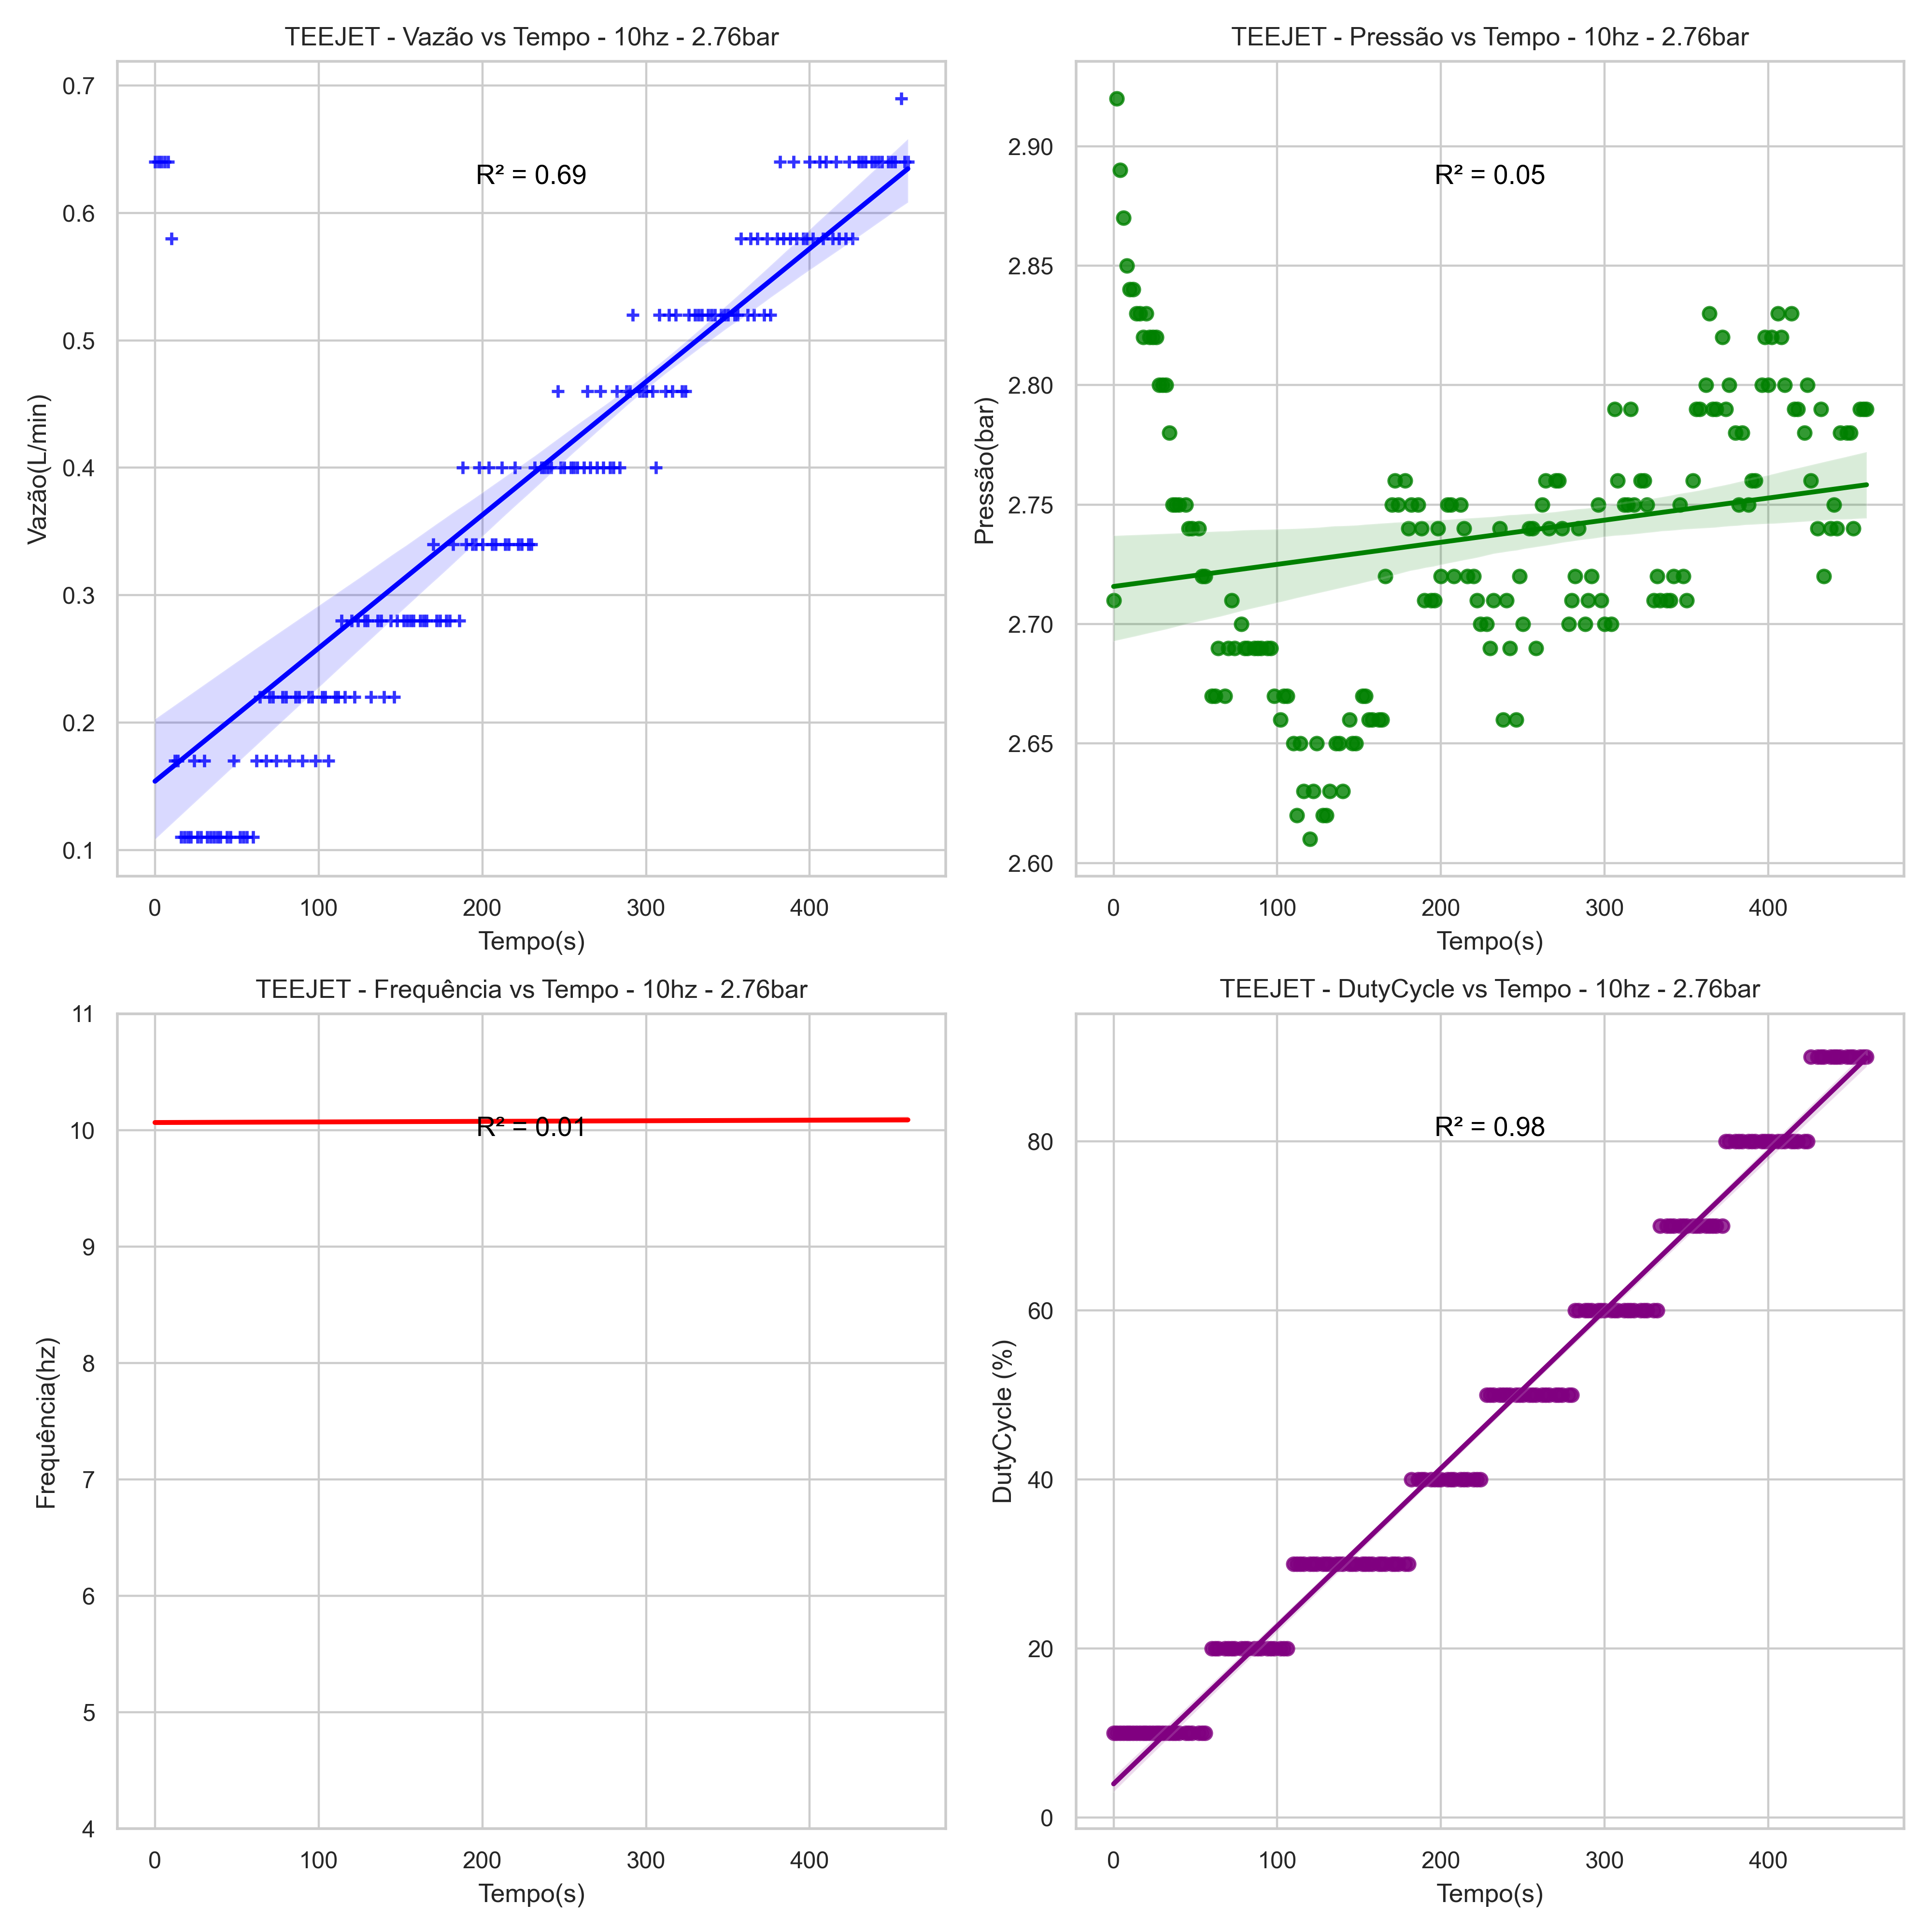 TEEJET - Vazão vs Tempo - 10hz - 2.76bar
0.7
0.6
0.5
0.4
0.3
0.2
0.1
Vazão(L/min)
R² = 0.69
0 100 200 300 400
Tempo(s)
TEEJET - Pressão vs Tempo - 10hz - 2.76bar
2.90
2.85
2.80
2.75
2.70
2.65
2.60
Pressão(bar)
R² = 0.05
0 100 200 300 400
Tempo(s)
TEEJET - Frequência vs Tempo - 10hz - 2.76bar
11
10
9
8
7
6
5
4
Frequência(hz)
R² = 0.01
0 100 200 300 400
Tempo(s)
TEEJET - DutyCycle vs Tempo - 10hz - 2.76bar
80
60
40
20
0
DutyCycle (%)
R² = 0.98
0 100 200 300 400
Tempo(s)